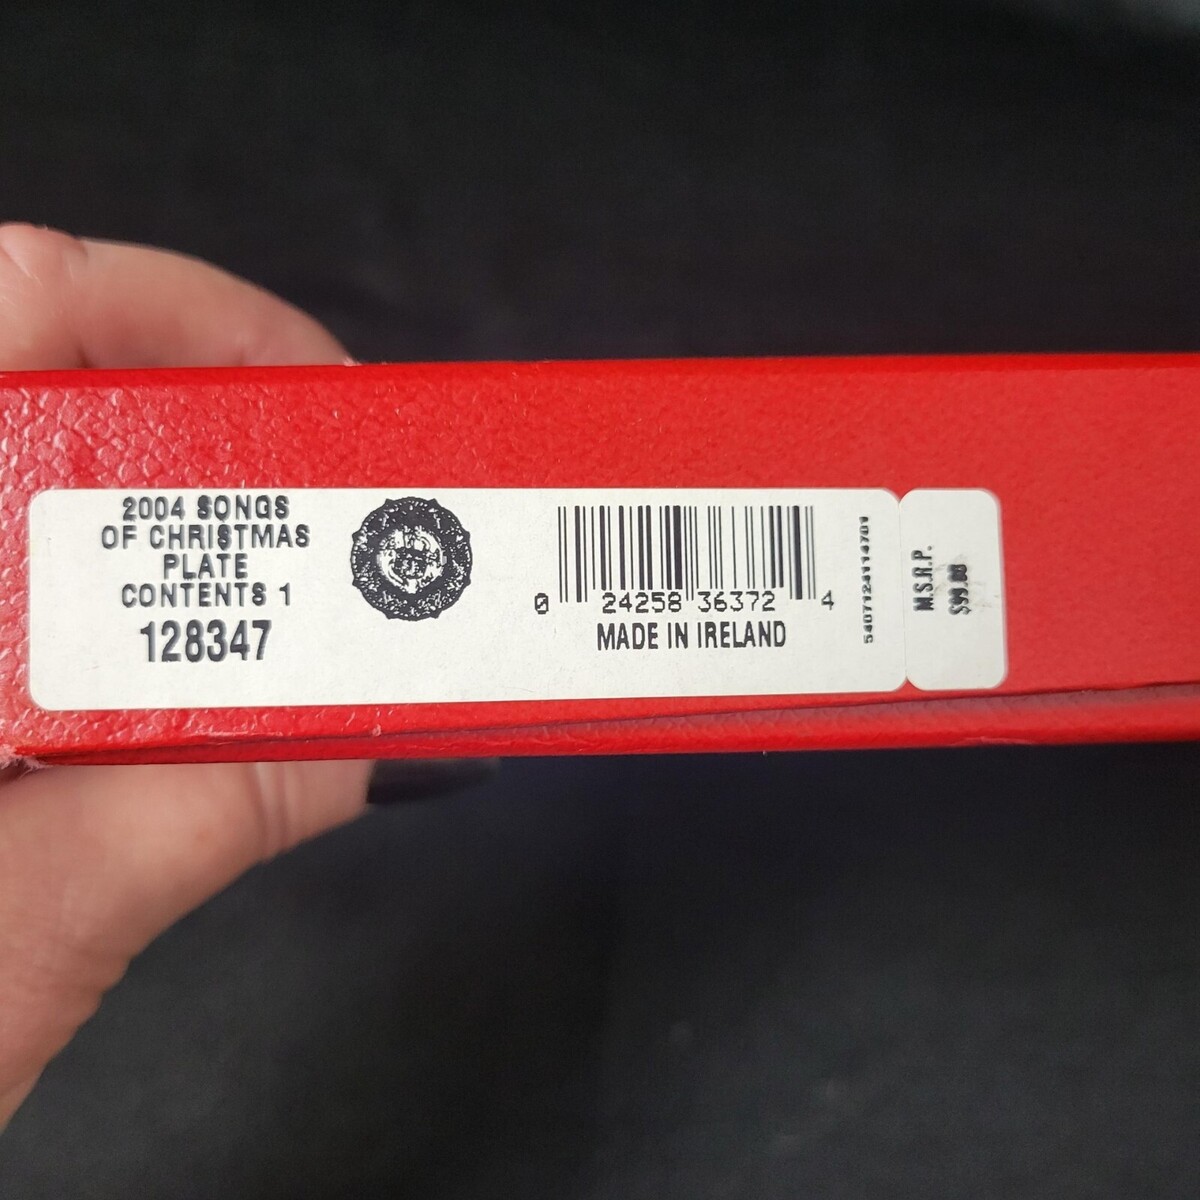 2004 SONGS
OF CHRISTMAS
PLATE
CONTENTS 1
128347
0 24258 36372 4
MADE IN IRELAND
M.S.R.P.